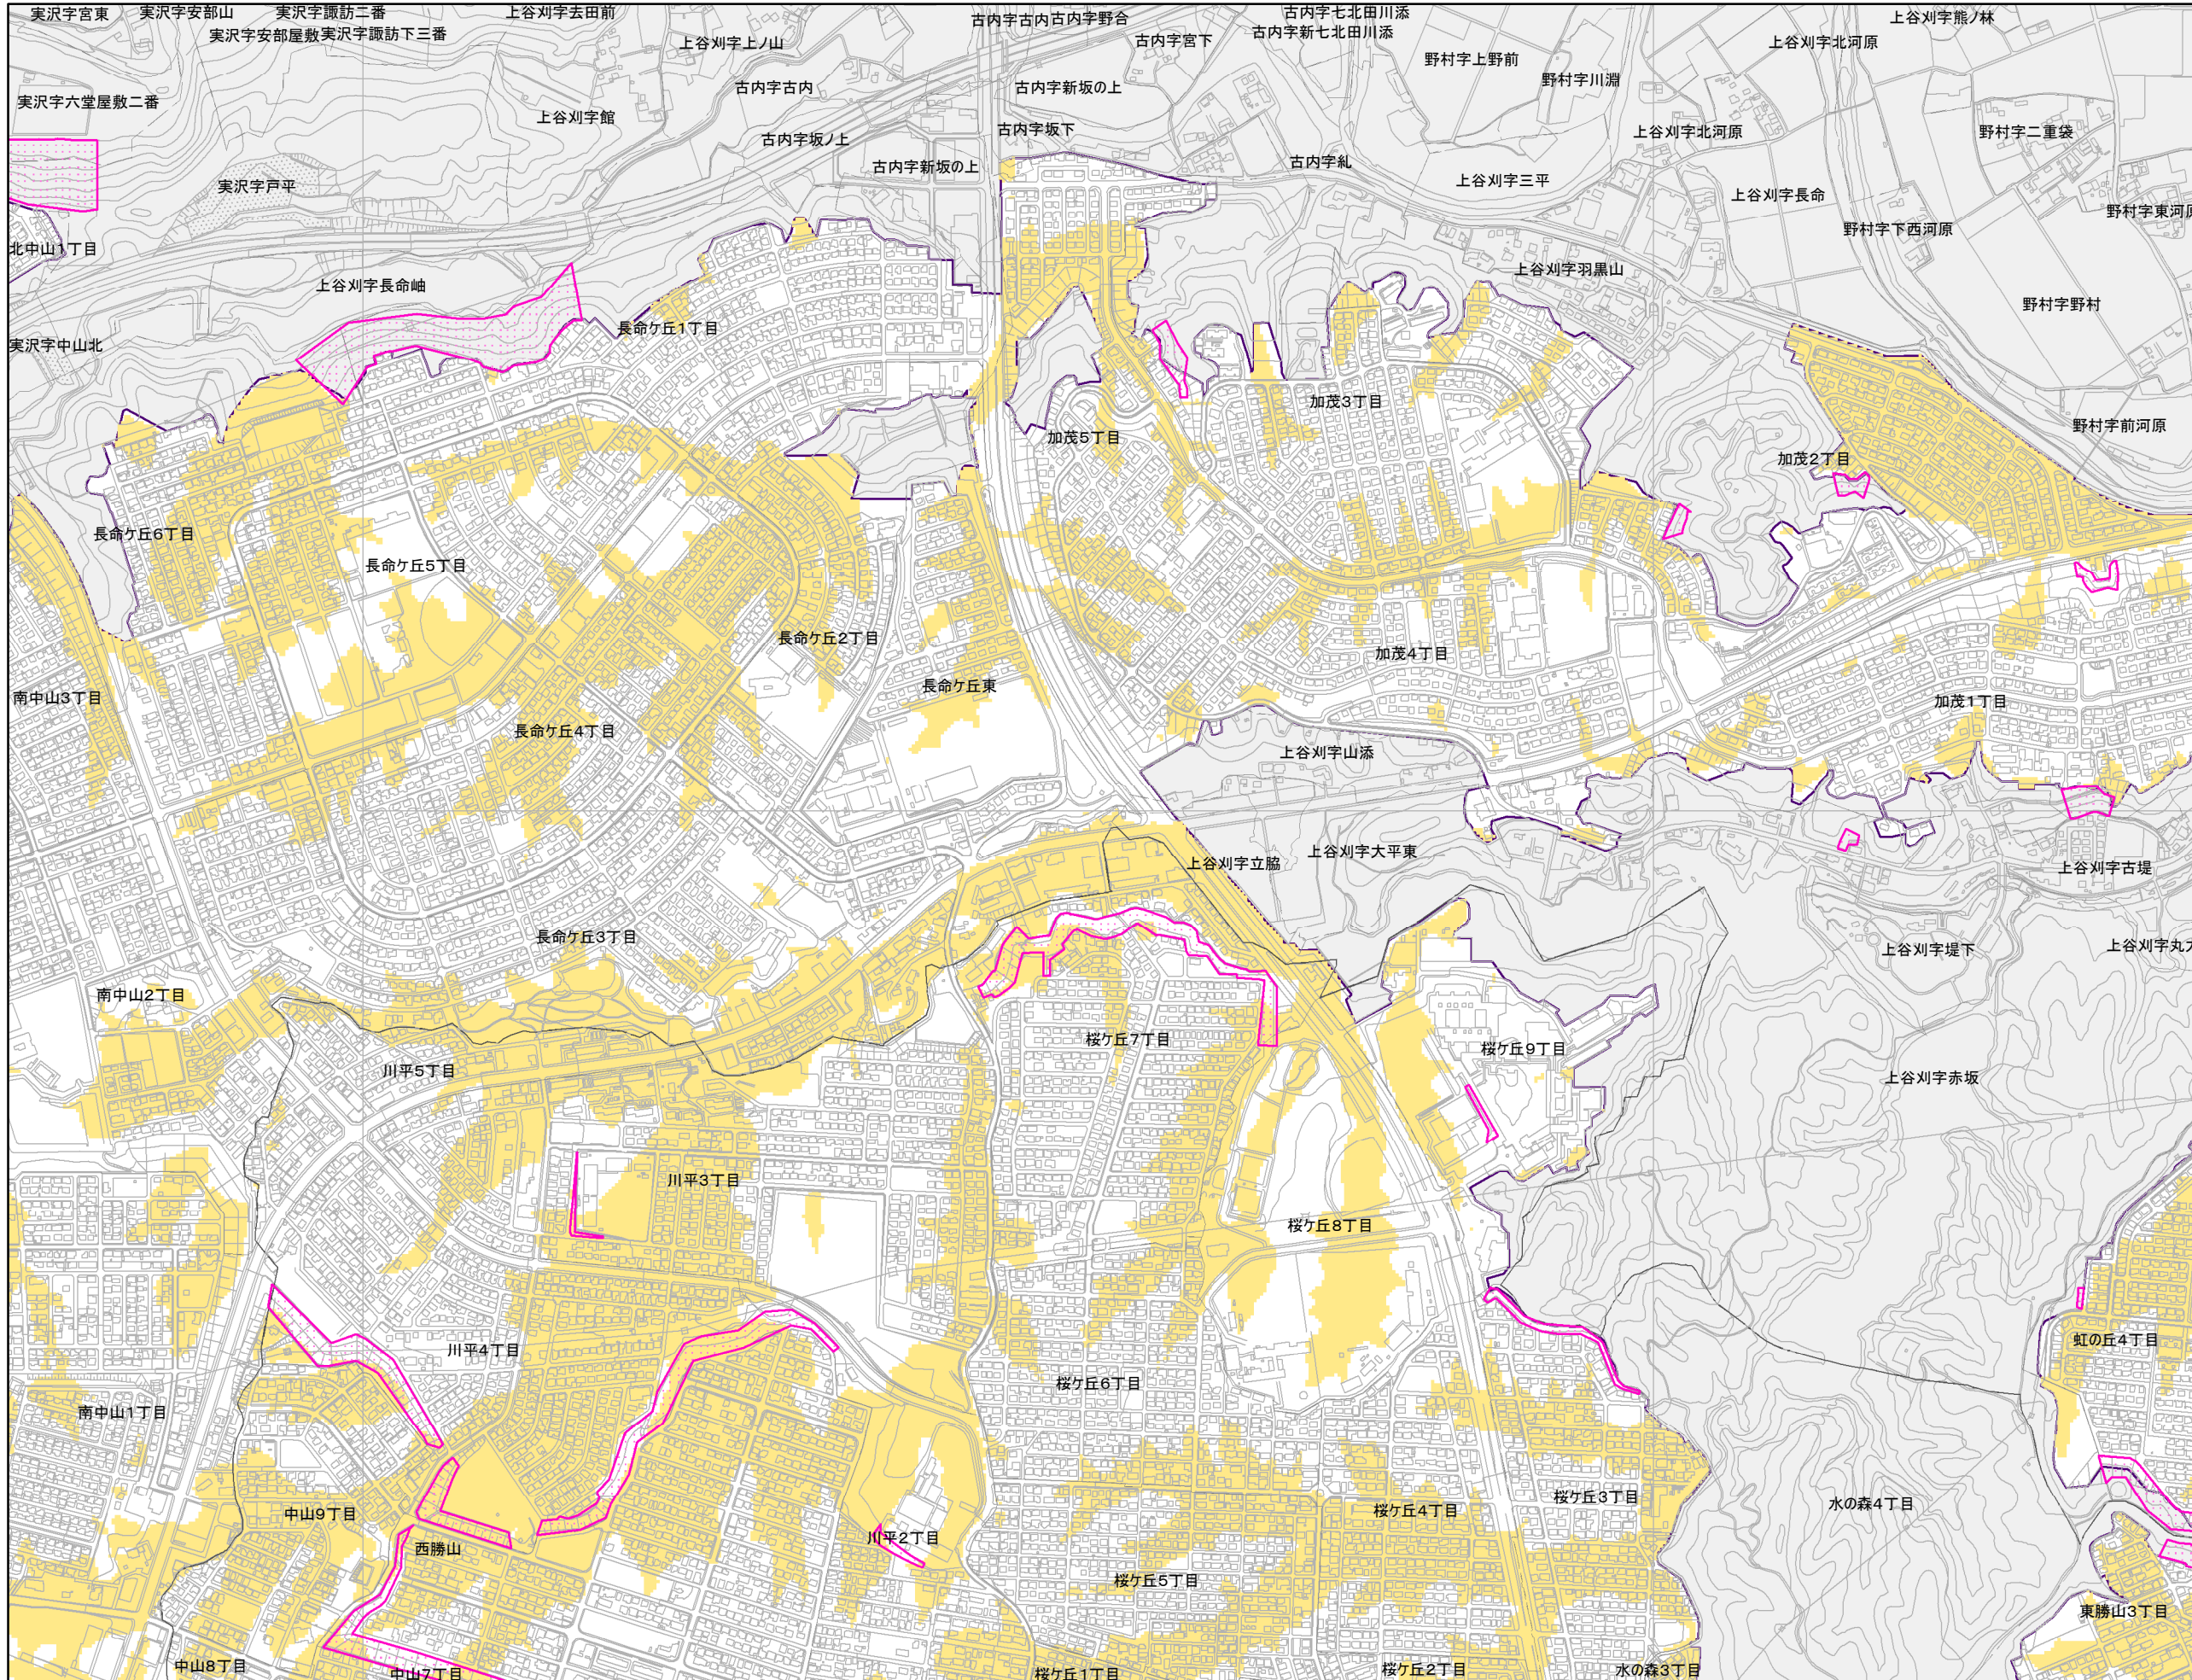 実沢字宮東
実沢字安部山
実沢字諏訪二番
上谷刈字去田前
古内字古内
古内字野合
古内字七北田川添
上谷刈字熊ノ林
実沢字安部屋敷
実沢字諏訪下三番
上谷刈字上ノ山
古内字宮下
古内字新七北田川添
上谷刈字北河原
野村字上野前
野村字川淵
実沢字六堂屋敷二番
上谷刈字館
古内字古内
古内字新坂の上
古内字坂ノ上
古内字坂下
上谷刈字北河原
野村字二重袋
古内字新坂の上
古内字糺
上谷刈字三平
実沢字戸平
上谷刈字長命
野村字東河原
北中山1丁目
野村字下西河原
上谷刈字長命岫
上谷刈字羽黒山
野村字野村
長命ケ丘1丁目
実沢字中山北
加茂3丁目
加茂5丁目
野村字前河原
加茂2丁目
長命ケ丘6丁目
長命ケ丘5丁目
長命ケ丘2丁目
加茂4丁目
長命ケ丘東
南中山3丁目
加茂1丁目
長命ケ丘4丁目
上谷刈字山添
上谷刈字立脇
上谷刈字大平東
上谷刈字古堤
長命ケ丘3丁目
上谷刈字堤下
上谷刈字丸
南中山2丁目
桜ケ丘7丁目
桜ケ丘9丁目
川平5丁目
上谷刈字赤坂
川平3丁目
桜ケ丘8丁目
川平4丁目
虹の丘4丁目
桜ケ丘6丁目
南中山1丁目
桜ケ丘3丁目
水の森4丁目
中山9丁目
桜ケ丘4丁目
川平2丁目
西勝山
桜ケ丘5丁目
東勝山3丁目
中山8丁目
中山7丁目
桜ケ丘1丁目
桜ケ丘2丁目
水の森3丁目